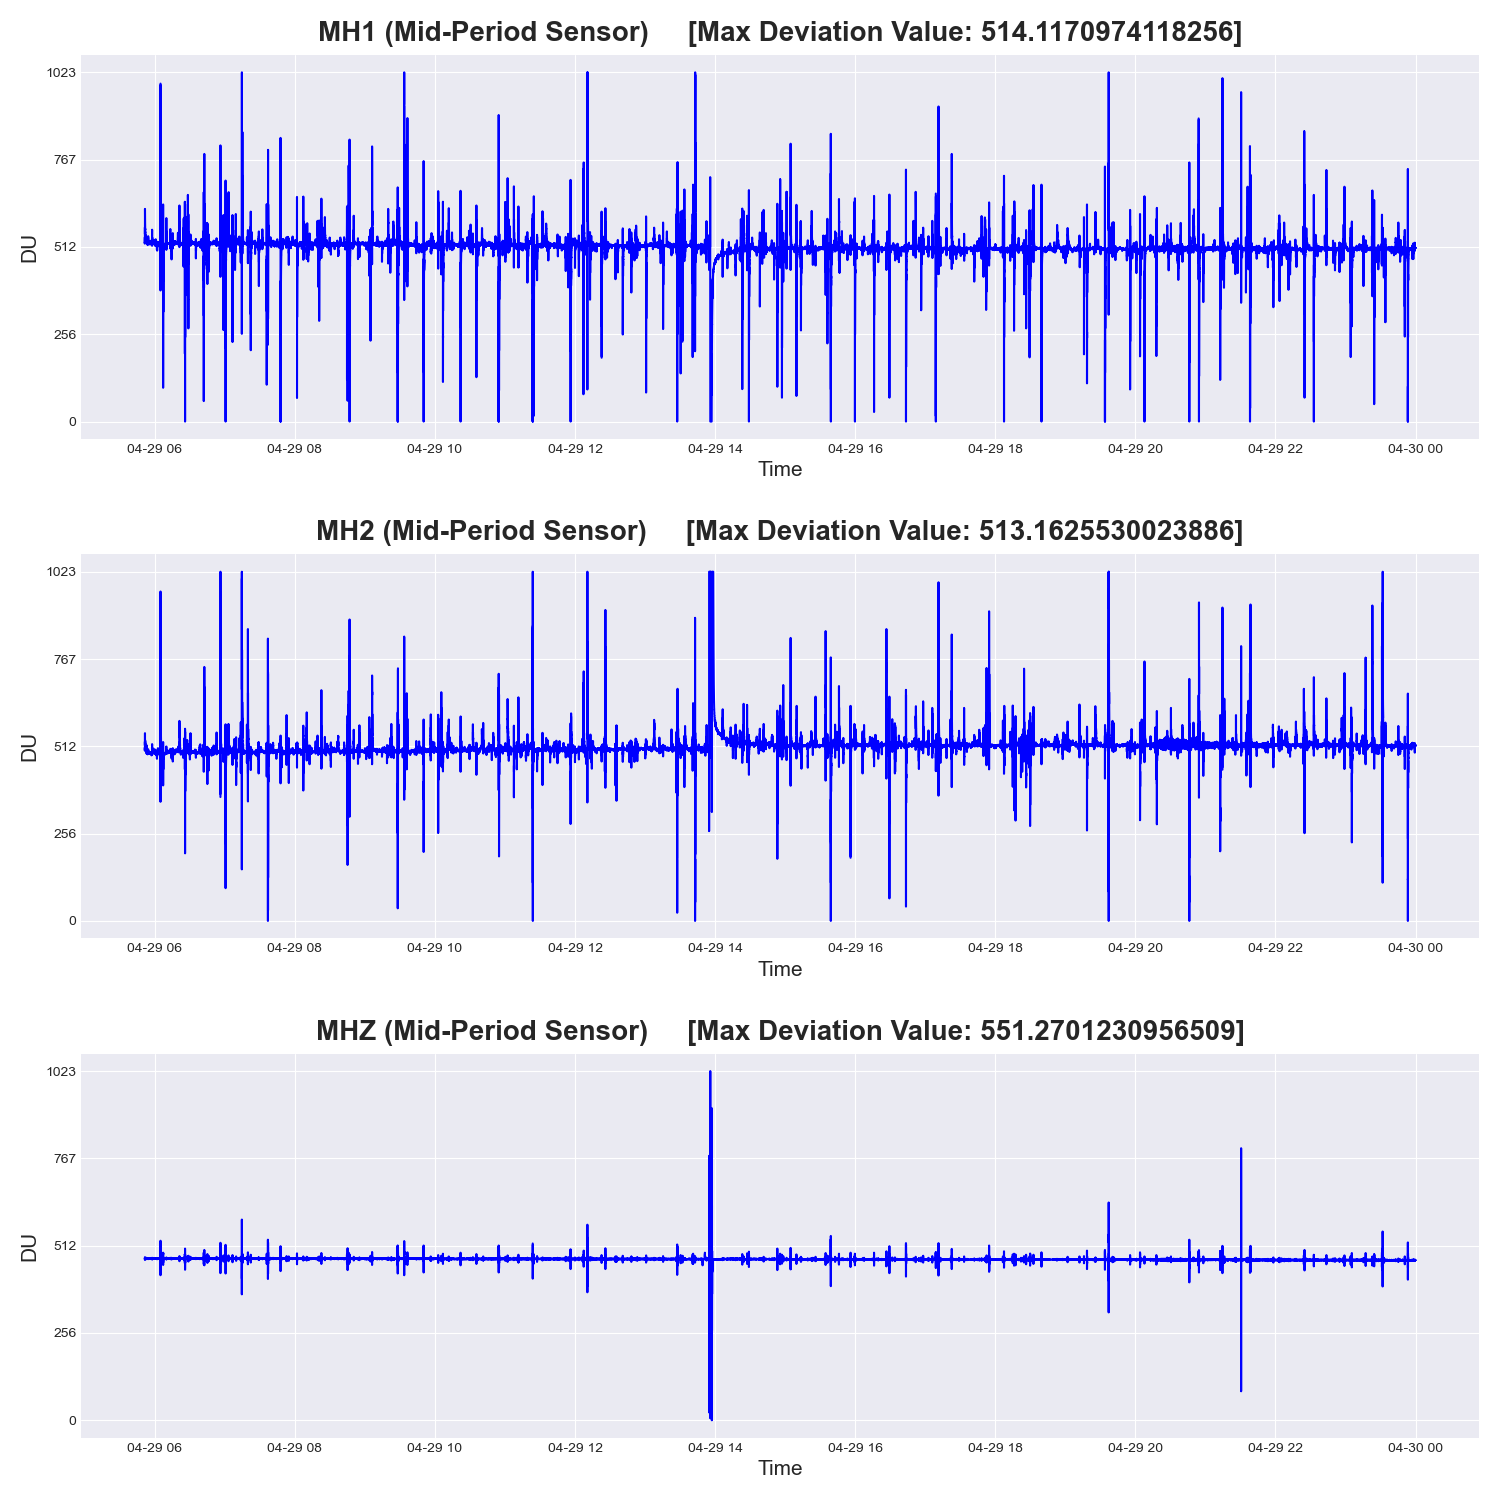 MH1 (Mid-Period Sensor) [Max Deviation Value: 514.1170974118256]
1023
767
512
256
0
DU
04-29 06 04-29 08 04-29 10 04-29 12 04-29 14 04-29 16 04-29 18 04-29 20 04-29 22 04-30 00
Time
MH2 (Mid-Period Sensor) [Max Deviation Value: 513.1625530023886]
1023
767
512
256
0
DU
04-29 06 04-29 08 04-29 10 04-29 12 04-29 14 04-29 16 04-29 18 04-29 20 04-29 22 04-30 00
Time
MHZ (Mid-Period Sensor) [Max Deviation Value: 551.2701230956509]
1023
767
512
256
0
DU
04-29 06 04-29 08 04-29 10 04-29 12 04-29 14 04-29 16 04-29 18 04-29 20 04-29 22 04-30 00
Time